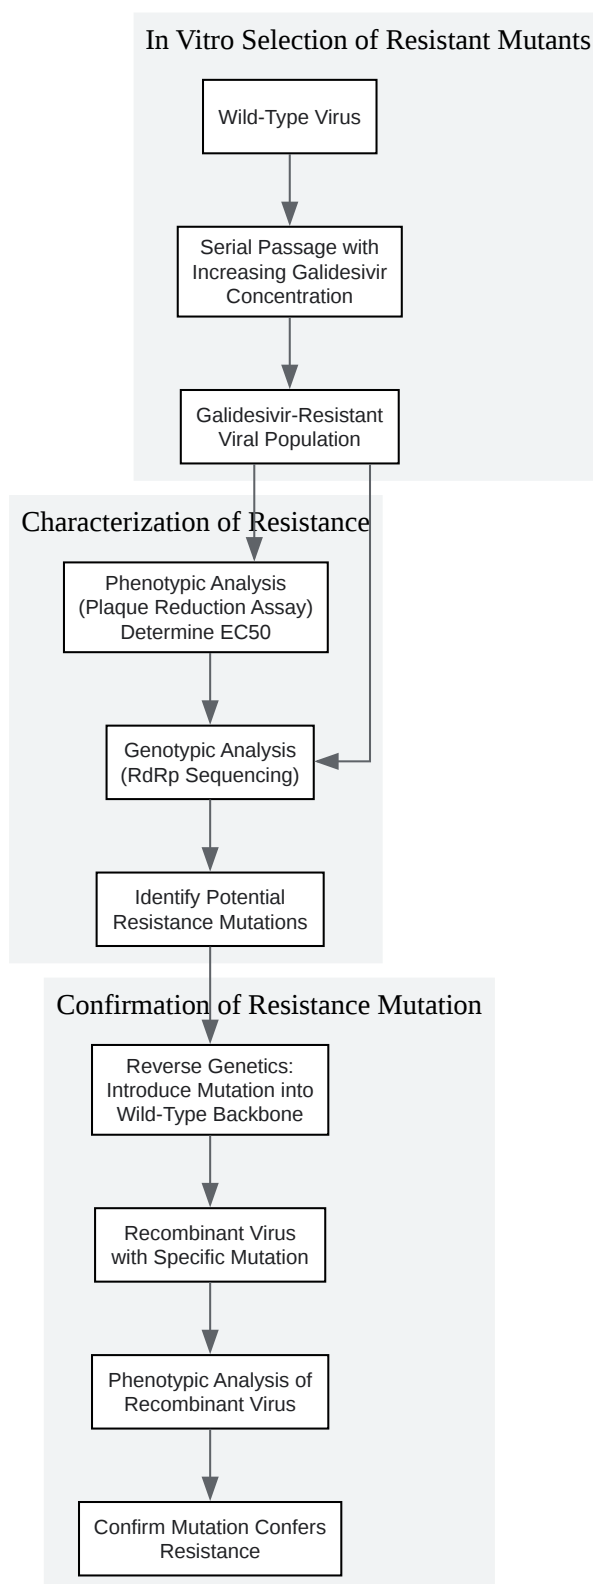 In Vitro Selection of Resistant Mutants
Wild-Type Virus
Serial Passage with
Increasing Galidesivir
Concentration
Galidesivir-Resistant
Viral Population
Characterization of Resistance
Phenotypic Analysis
(Plaque Reduction Assay)
Determine EC50
Genotypic Analysis
(RdRp Sequencing)
Identify Potential
Resistance Mutations
Confirmation of Resistance Mutation
Reverse Genetics:
Introduce Mutation into
Wild-Type Backbone
Recombinant Virus
with Specific Mutation
Phenotypic Analysis of
Recombinant Virus
Confirm Mutation Confers
Resistance